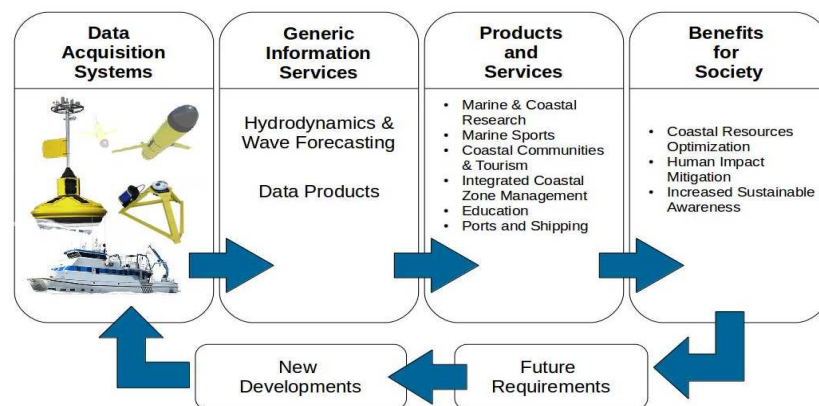 Data
Acquisition
Systems
Generic
Information
Services
Hydrodynamics &
Wave Forecasting
Data Products
Products
and
Services
• Marine & Coastal
Research
• Marine Sports
• Coastal Communities
& Tourism
• Integrated Coastal
Zone Management
• Education
• Ports and Shipping
Benefits
for
Society
• Coastal Resources
Optimization
• Human Impact
Mitigation
• Increased Sustainable
Awareness
New
Developments
Future
Requirements